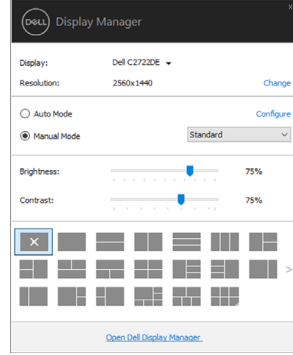 x
DELL Display Manager
Display: Dell C2722DE
Resolution: 2560x1440 Change
Auto Mode Configure
Manual Mode Standard
Brightness: 75%
Contrast: 75%
Open Dell Display Manager